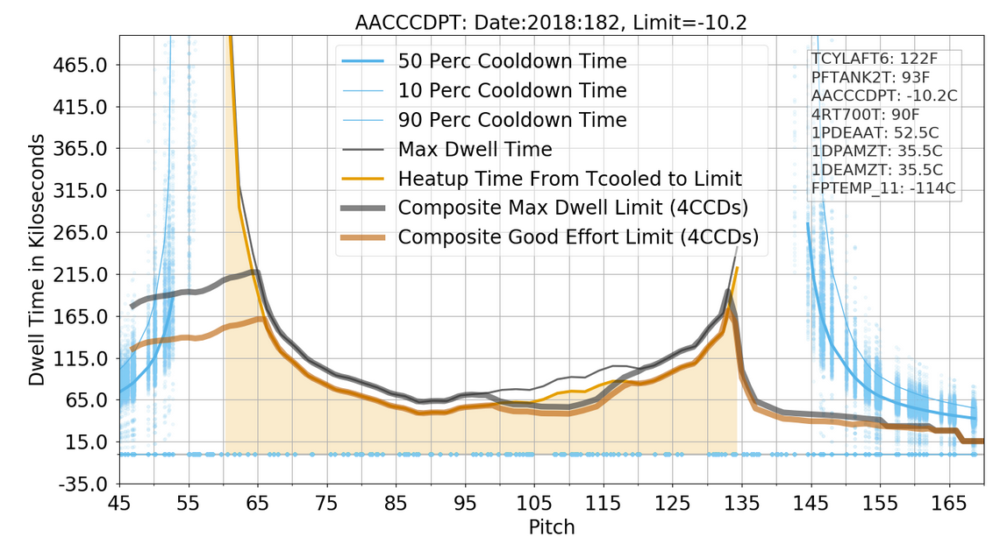 AACCCDPT: Date:2018:182, Limit=-10.2
Dwell Time in Kiloseconds
465.0
415.0
365.0
315.0
265.0
215.0
165.0
115.0
65.0
15.0
-35.0
50 Perc Cooldown Time
10 Perc Cooldown Time
90 Perc Cooldown Time
Max Dwell Time
Heatup Time From Tcooled to Limit
Composite Max Dwell Limit (4CCDs)
Composite Good Effort Limit (4CCDs)
TCYLAFT6: 122F
PFTANK2T: 93F
AACCCDPT: -10.2C
4RT700T: 90F
1PDEAAT: 52.5C
1DPAMZT: 35.5C
1DEAMZT: 35.5C
FPTEMP_11: -114C
45 55 65 75 85 95 105 115 125 135 145 155 165
Pitch